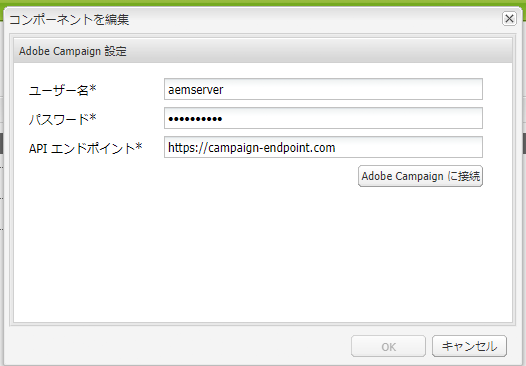 コンポーネントを編集
Adobe Campaign 設定
ユーザー名* aemserver
パスワード* ••••••••••
API エンドポイント* https://campaign-endpoint.com
Adobe Campaign に接続
OK キャンセル